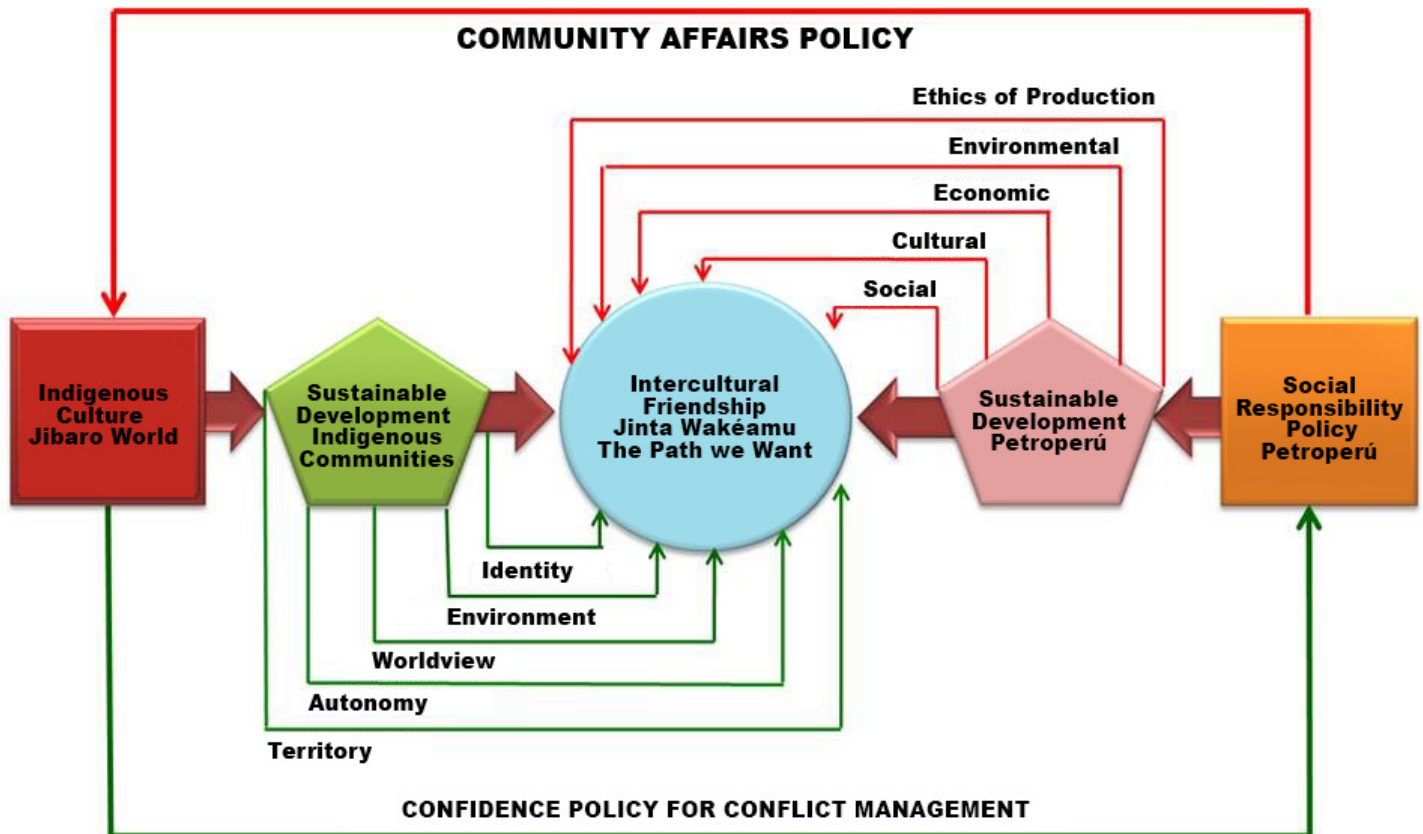 COMMUNITY AFFAIRS POLICY
Ethics of Production
Environmental
Economic
Cultural
Social
Indigenous
Culture
Jibaro World
Sustainable
Development
Indigenous
Communities
Intercultural
Friendship
Jinta Wakéamu
The Path we Want
Sustainable
Development
Petroperú
Social
Responsibility
Policy
Petroperú
Identity
Environment
Worldview
Autonomy
Territory
CONFIDENCE POLICY FOR CONFLICT MANAGEMENT